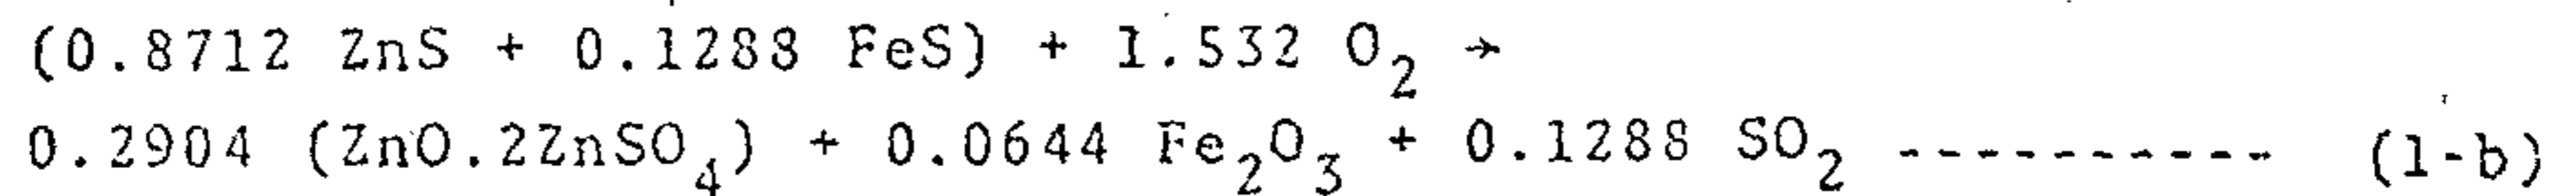 (0.8712 ZnS + 0.1288 FeS) + 1.532 O₂ →
0.2904 (ZnO.2ZnSO₄) + 0.0644 Fe₂O₃ + 0.1288 SO₂ ---------- (1-b)